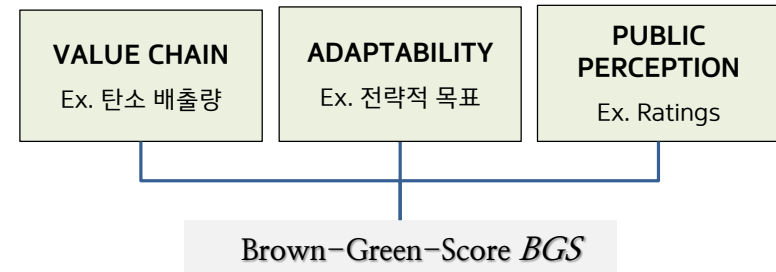 VALUE CHAIN
Ex. 탄소 배출량
ADAPTABILITY
Ex. 전략적 목표
PUBLIC
PERCEPTION
Ex. Ratings
Brown-Green-Score BGS